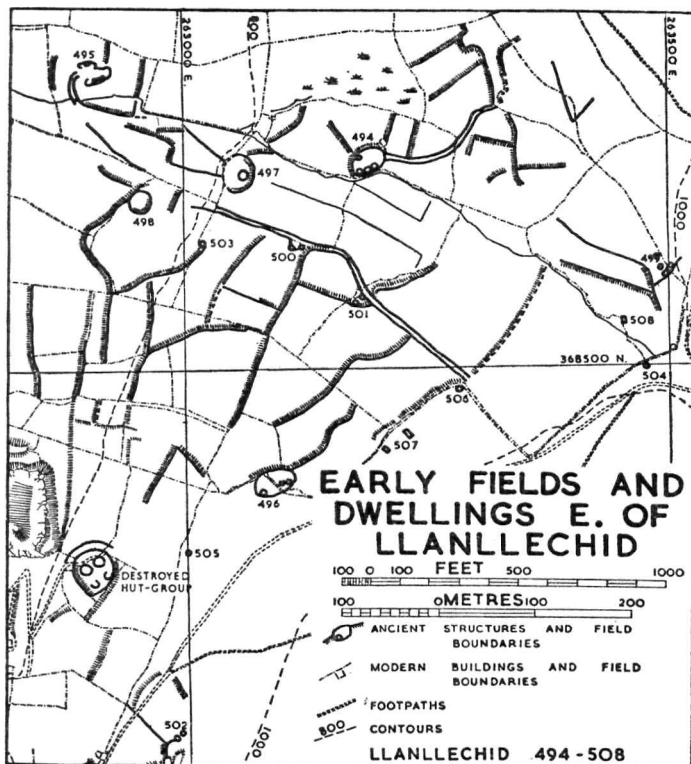 263000 E.
800
263500 E.
495
494
497
1000
498
503
500
499
501
508
368500 N.
504
506
507
496
EARLY FIELDS AND
DWELLINGS E. OF
LLANLLECHID
505
DESTROYED
HUT-GROUP
FEET
100 0 100 500 1000
METRES
100 0 100 200
ANCIENT STRUCTURES AND FIELD
BOUNDARIES
MODERN BUILDINGS AND FIELD
BOUNDARIES
FOOTPATHS
800 CONTOURS
502
1000
LLANLLECHID 494-508